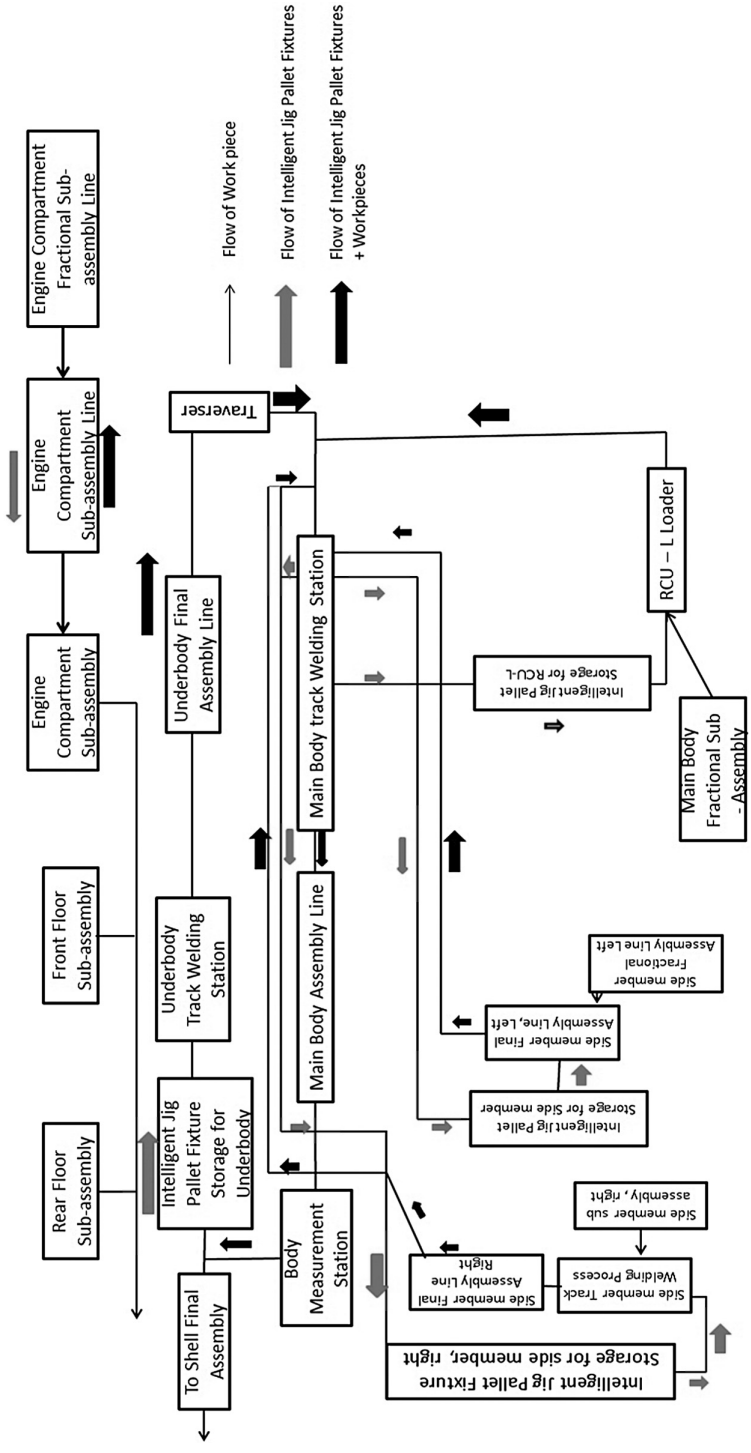 Engine Compartment
Fractional Sub-
assembly Line
Engine
Compartment
Sub-assembly Line
Engine
Compartment
Sub-assembly
Front Floor
Sub-assembly
Rear Floor
Sub-assembly
Flow of Work piece
Flow of Intelligent Jig Pallet Fixtures
Flow of Intelligent Jig Pallet Fixtures
+ Workpieces
Traverser
Underbody Final
Assembly Line
Underbody
Track Welding
Station
Intelligent Jig
Pallet Fixture
Storage for
Underbody
To Shell Final
Assembly
Main Body track Welding Station
Main Body Assembly Line
Body
Measurement
Station
RCU – L Loader
Intelligent Jig Pallet
Storage for RCU-L
Main Body
Fractional Sub
- Assembly
Side member
Fractional
Assembly Line Left
Side member Final
Assembly Line, Left
Intelligent Jig Pallet
Storage for Side member
Side member sub
assembly, right
Side member Track
Welding Process
Side member Final
Assembly Line
Right
Intelligent Jig Pallet Fixture
Storage for side member, right